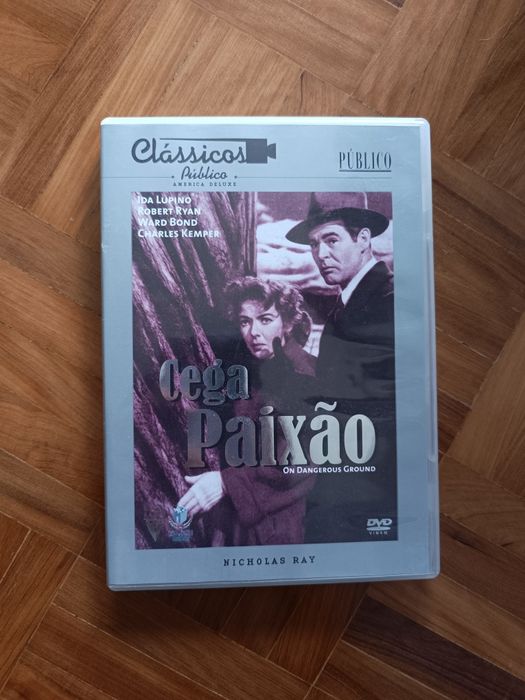 Clássicos
Público
AMERICA DELUXE
PÚBLICO
IDA LUPINO
ROBERT RYAN
WARD BOND
CHARLES KEMPER
Cega
Paixão
ON DANGEROUS GROUND
DVD
VIDEO
NICHOLAS RAY